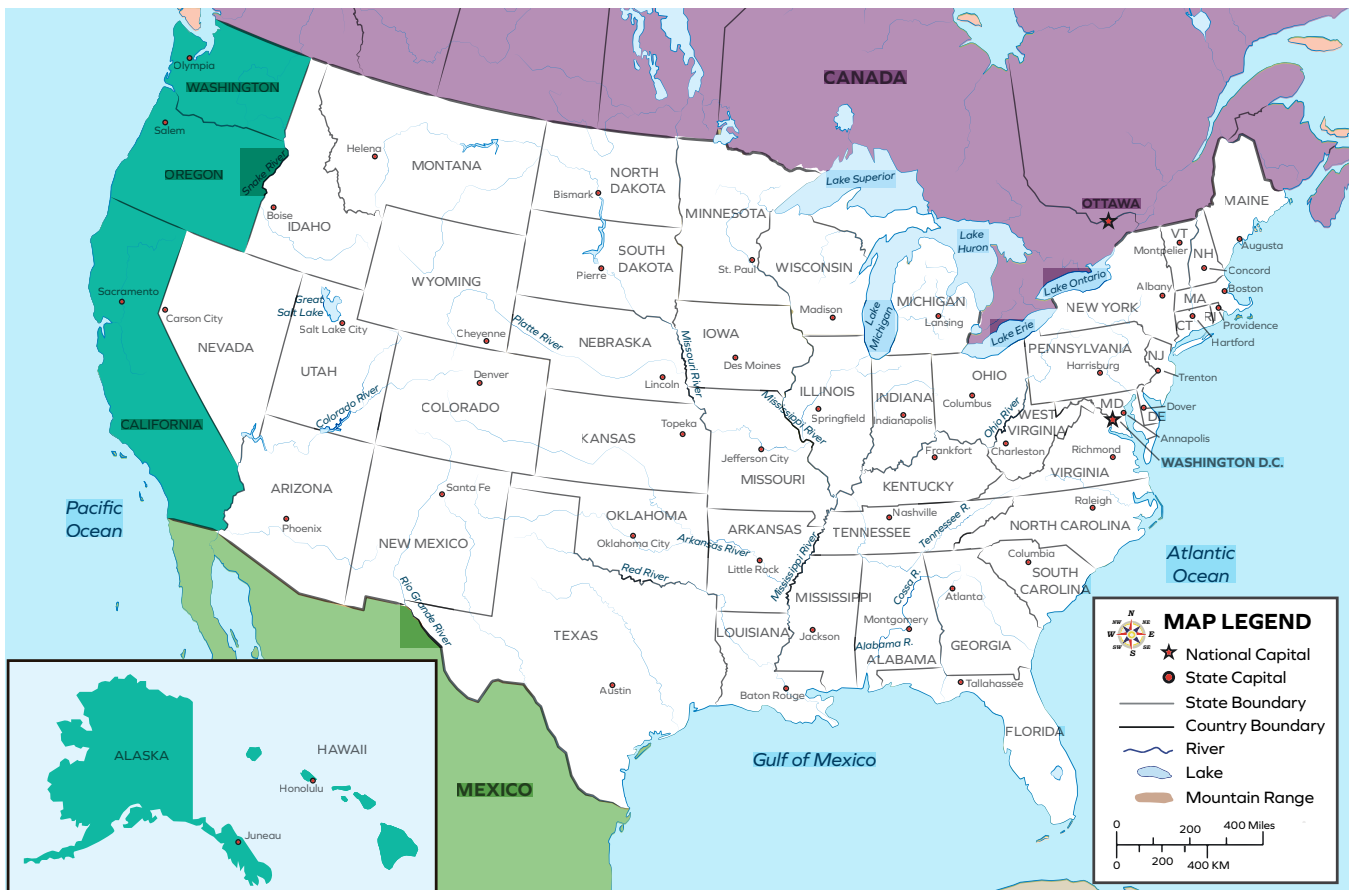 CANADA
Olympia
WASHINGTON
Salem
OREGON
Snake River
Helena
MONTANA
Boise
IDAHO
Bismark
NORTH
DAKOTA
MINNESOTA
St. Paul
Lake Superior
OTTAWA
MAINE
Augusta
VT
Montpelier
NH
Concord
Boston
Lake
Huron
Lake Ontario
Albany
NEW YORK
MA
CT
RI
Providence
Hartford
SOUTH
DAKOTA
Pierre
WISCONSIN
Madison
Lake
Michigan
MICHIGAN
Lansing
Lake Erie
WYOMING
Cheyenne
Sacramento
Carson City
NEVADA
Great
Salt Lake
Salt Lake City
UTAH
Platte River
NEBRASKA
Lincoln
Missouri River
IOWA
Des Moines
ILLINOIS
Springfield
Mississippi River
INDIANA
Indianapolis
OHIO
Columbus
Ohio River
PENNSYLVANIA
Harrisburg
NJ
Trenton
MD
DE
Dover
Annapolis
WASHINGTON D.C.
WEST
VIRGINIA
Charleston
Richmond
VIRGINIA
CALIFORNIA
Colorado River
Denver
COLORADO
KANSAS
Topeka
Jefferson City
MISSOURI
Frankfort
KENTUCKY
Pacific
Ocean
ARIZONA
Phoenix
Santa Fe
NEW MEXICO
OKLAHOMA
Oklahoma City
Arkansas River
ARKANSAS
Little Rock
Mississippi River
Nashville
TENNESSEE
Tennessee R.
Raleigh
NORTH CAROLINA
Columbia
SOUTH
CAROLINA
Atlantic
Ocean
Red River
Rio Grande River
TEXAS
Austin
LOUISIANA
Baton Rouge
MISSISSIPPI
Jackson
Cossa R.
Montgomery
Alabama R.
ALABAMA
Atlanta
GEORGIA
Tallahassee
FLORIDA
Gulf of Mexico
MEXICO
ALASKA
Juneau
HAWAII
Honolulu
MAP LEGEND
N
NW
NE
W
E
SW
SE
S
National Capital
State Capital
State Boundary
Country Boundary
River
Lake
Mountain Range
0
200
400 Miles
0
200
400 KM